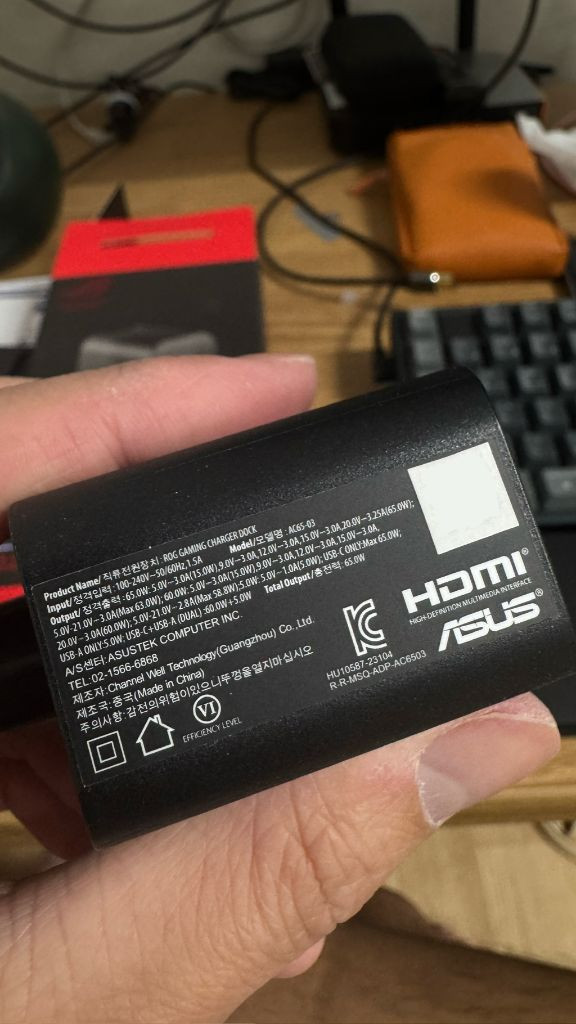 Product Name/직류전원장치: ROG GAMING CHARGER DOCK Model/모델명: AC65-03
Input/정격입력: 100-240V~50/60Hz,1.5A
Output/정격출력: 65.0W: 5.0V⎓3.0A(15.0W),9.0V⎓3.0A,12.0V⎓3.0A,15.0V⎓3.0A,20.0V⎓3.25A(65.0W),
5.0V-21.0V⎓3.0A(Max 63.0W); 60.0W: 5.0V⎓3.0A(15.0W),9.0V⎓3.0A,12.0V⎓3.0A,15.0V⎓3.0A,
20.0V⎓3.0A(60.0W); 5.0V-21.0V⎓2.8A(Max 58.8W);5.0W: 5.0V⎓1.0A(5.0W); USB-C ONLY:Max 65.0W;
USB-A ONLY:5.0W; USB-C+USB-A (DUAL):60.0W+5.0W Total Output/총전력: 65.0W
A/S센터: ASUSTEK COMPUTER INC.
TEL:02-1566-6868
제조자: Channel Well Technology(Guangzhou) Co.,Ltd.
제조국: 중국(Made in China)
주의사항: 감전의위험이있으니뚜껑을열지마십시오
VI
EFFICIENCY LEVEL
HU10587-23104
R-R-MSQ-ADP-AC6503
HDMI®
HIGH-DEFINITION MULTIMEDIA INTERFACE
ASUS®